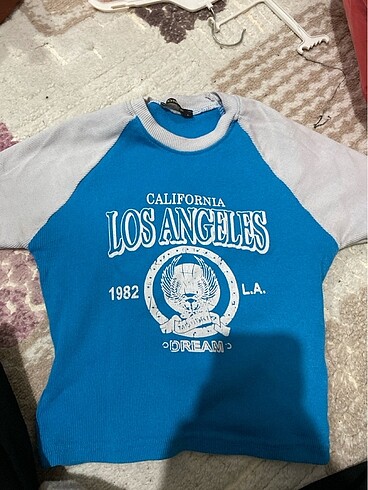 CALIFORNIA
LOS ANGELES
1982
L.A.
DREAM